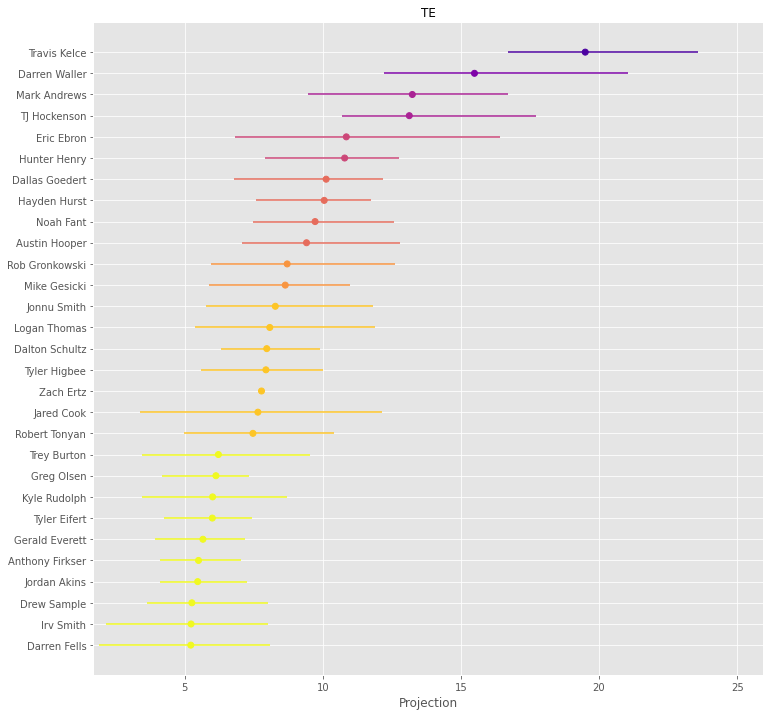 TE
Travis Kelce
Darren Waller
Mark Andrews
TJ Hockenson
Eric Ebron
Hunter Henry
Dallas Goedert
Hayden Hurst
Noah Fant
Austin Hooper
Rob Gronkowski
Mike Gesicki
Jonnu Smith
Logan Thomas
Dalton Schultz
Tyler Higbee
Zach Ertz
Jared Cook
Robert Tonyan
Trey Burton
Greg Olsen
Kyle Rudolph
Tyler Eifert
Gerald Everett
Anthony Firkser
Jordan Akins
Drew Sample
Irv Smith
Darren Fells
5 10 15 20 25
Projection